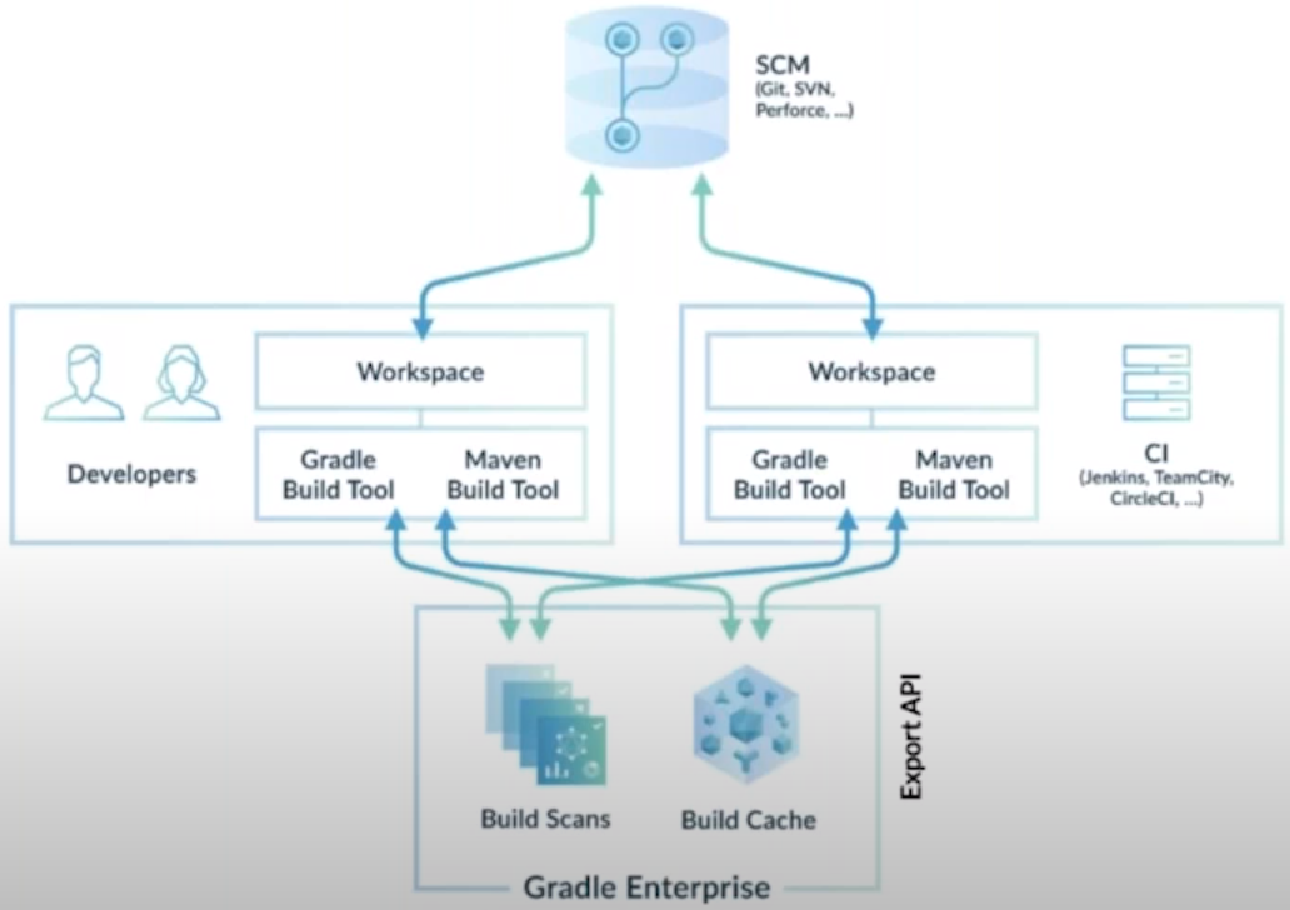 SCM
(Git, SVN,
Perforce, ...)
Workspace
Gradle
Build Tool
Maven
Build Tool
Developers
Workspace
Gradle
Build Tool
Maven
Build Tool
CI
(Jenkins, TeamCity,
CircleCI, ...)
Build Scans
Build Cache
Export API
Gradle Enterprise